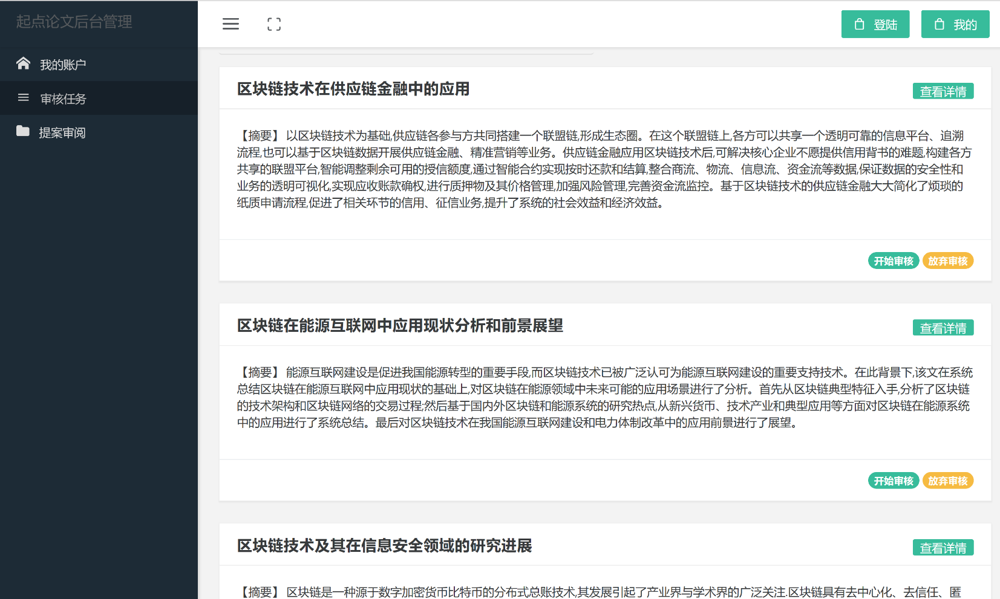 起点论文后台管理
登陆
我的
我的账户
审核任务
提案审阅
区块链技术在供应链金融中的应用
查看详情
【摘要】 以区块链技术为基础,供应链各参与方共同搭建一个联盟链,形成生态圈。在这个联盟链上,各方可以共享一个透明可靠的信息平台、追溯
流程,也可以基于区块链数据开展供应链金融、精准营销等业务。供应链金融应用区块链技术后,可解决核心企业不愿提供信用背书的难题,构建各方
共享的联盟平台,智能调整剩余可用的授信额度,通过智能合约实现按时还款和结算,整合商流、物流、信息流、资金流等数据,保证数据的安全性和
业务的透明可视化,实现应收账款确权,进行质押物及其价格管理,加强风险管理,完善资金流监控。基于区块链技术的供应链金融大大简化了烦琐的
纸质申请流程,促进了相关环节的信用、征信业务,提升了系统的社会效益和经济效益。
开始审核
放弃审核
区块链在能源互联网中应用现状分析和前景展望
查看详情
【摘要】 能源互联网建设是促进我国能源转型的重要手段,而区块链技术已被广泛认可为能源互联网建设的重要支持技术。在此背景下,该文在系统
总结区块链在能源互联网中应用现状的基础上,对区块链在能源领域中未来可能的应用场景进行了分析。首先从区块链典型特征入手,分析了区块链
的技术架构和区块链网络的交易过程;然后基于国内外区块链和能源系统的研究热点,从新兴货币、技术产业和典型应用等方面对区块链在能源系统
中的应用进行了系统总结。最后对区块链技术在我国能源互联网建设和电力体制改革中的应用前景进行了展望。
开始审核
放弃审核
区块链技术及其在信息安全领域的研究进展
查看详情
【摘要】 区块链是一种源于数字加密货币比特币的分布式总账技术,其发展引起了产业界与学术界的广泛关注.区块链具有去中心化、去信任、匿